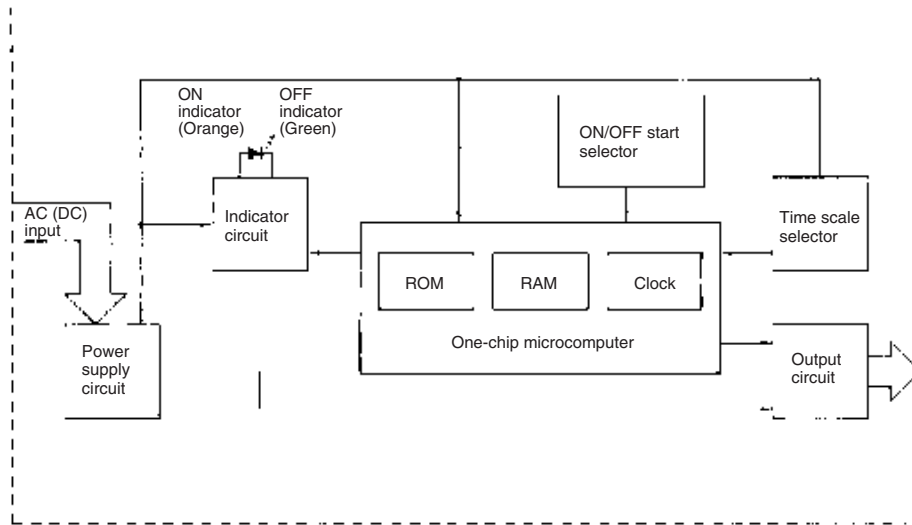 ON
indicator
(Orange)
OFF
indicator
(Green)
ON/OFF start
selector
AC (DC)
input
Indicator
circuit
Time scale
selector
ROM
RAM
Clock
One-chip microcomputer
Power
supply
circuit
Output
circuit